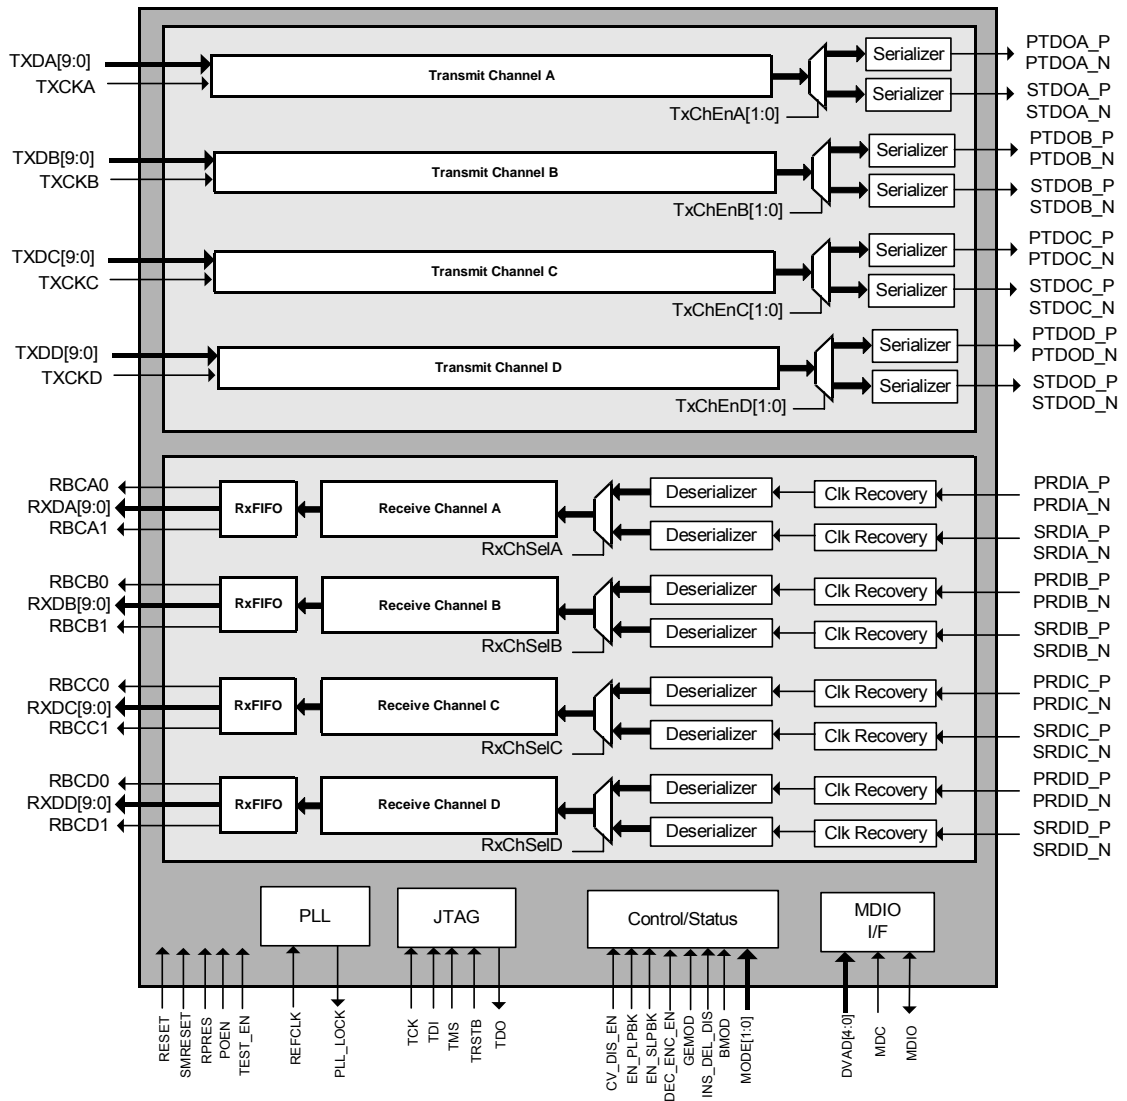 TXDA[9:0]
TXCKA
Transmit Channel A
TxChEnA[1:0]
Serializer
Serializer
PTDOA_P
PTDOA_N
STDOA_P
STDOA_N
TXDB[9:0]
TXCKB
Transmit Channel B
TxChEnB[1:0]
Serializer
Serializer
PTDOB_P
PTDOB_N
STDOB_P
STDOB_N
TXDC[9:0]
TXCKC
Transmit Channel C
TxChEnC[1:0]
Serializer
Serializer
PTDOC_P
PTDOC_N
STDOC_P
STDOC_N
TXDD[9:0]
TXCKD
Transmit Channel D
TxChEnD[1:0]
Serializer
Serializer
PTDOD_P
PTDOD_N
STDOD_P
STDOD_N
RBCA0
RXDA[9:0]
RBCA1
RxFIFO
Receive Channel A
RxChSelA
Deserializer
Deserializer
Clk Recovery
Clk Recovery
PRDIA_P
PRDIA_N
SRDIA_P
SRDIA_N
RBCB0
RXDB[9:0]
RBCB1
RxFIFO
Receive Channel B
RxChSelB
Deserializer
Deserializer
Clk Recovery
Clk Recovery
PRDIB_P
PRDIB_N
SRDIB_P
SRDIB_N
RBCC0
RXDC[9:0]
RBCC1
RxFIFO
Receive Channel C
RxChSelC
Deserializer
Deserializer
Clk Recovery
Clk Recovery
PRDIC_P
PRDIC_N
SRDIC_P
SRDIC_N
RBCD0
RXDD[9:0]
RBCD1
RxFIFO
Receive Channel D
RxChSelD
Deserializer
Deserializer
Clk Recovery
Clk Recovery
PRDID_P
PRDID_N
SRDID_P
SRDID_N
PLL
JTAG
Control/Status
MDIO
I/F
RESET
SMRESET
RPRES
POEN
TEST_EN
REFCLK
PLL_LOCK
TCK
TDI
TMS
TRSTB
TDO
CV_DIS_EN
EN_PLPBK
EN_SLPBK
DEC_ENC_EN
GEMOD
INS_DEL_DIS
BMOD
MODE[1:0]
DVAD[4:0]
MDC
MDIO